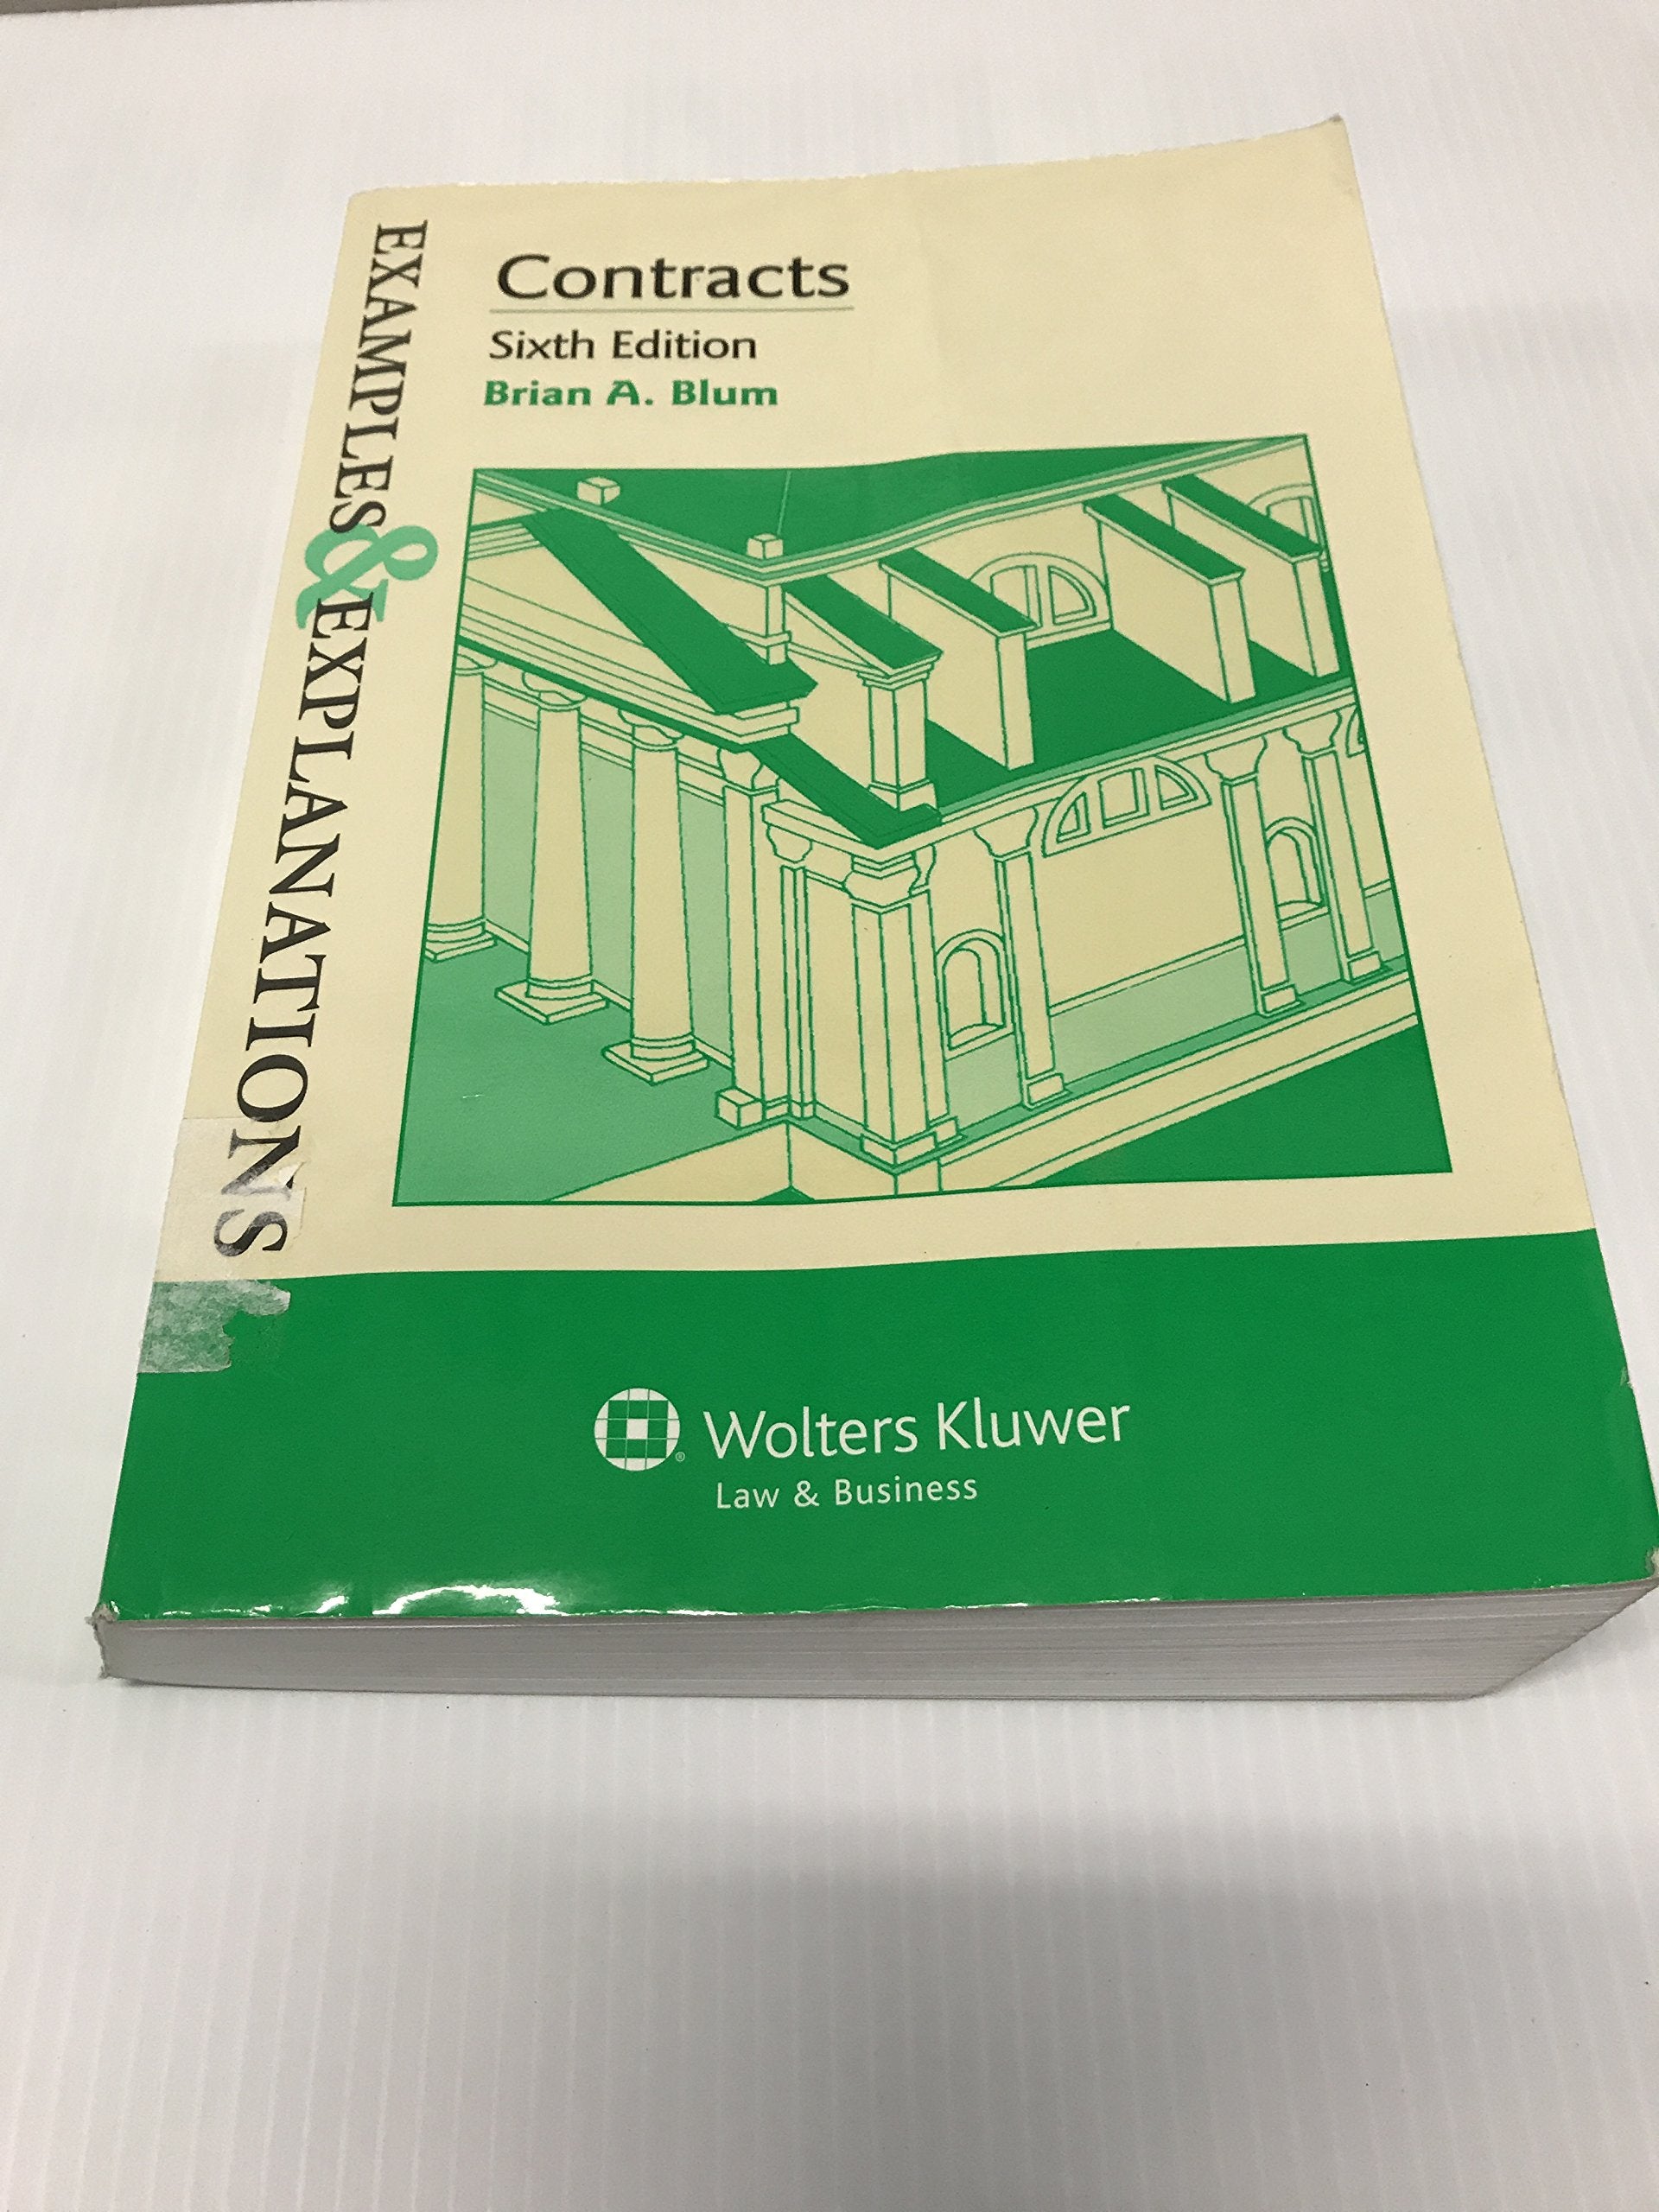 EXAMPLES & EXPLANATIONS
Contracts
Sixth Edition
Brian A. Blum
Wolters Kluwer
Law & Business